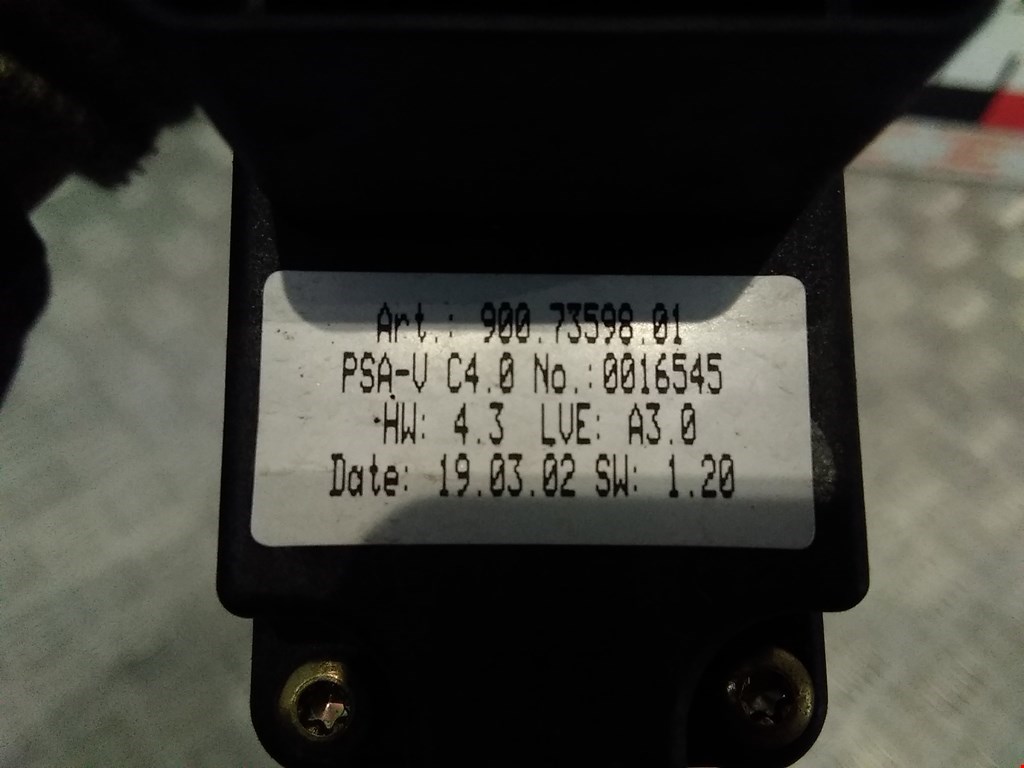 Art.: 900.73598.01
PSA-V C4.0 No.:0016545
HW: 4.3 LVE: A3.0
Date: 19.03.02 SW: 1.20